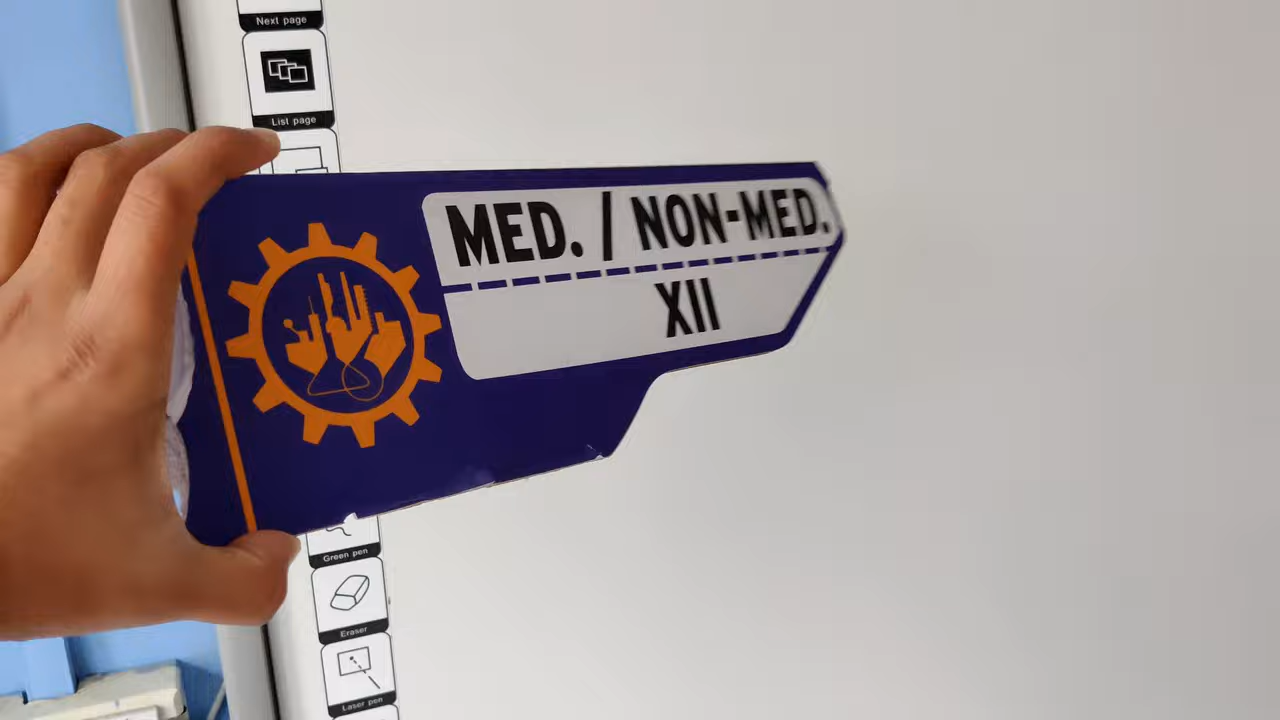 Next page
List page
MED. / NON-MED.
XII
Green pen
Eraser
Laser pen